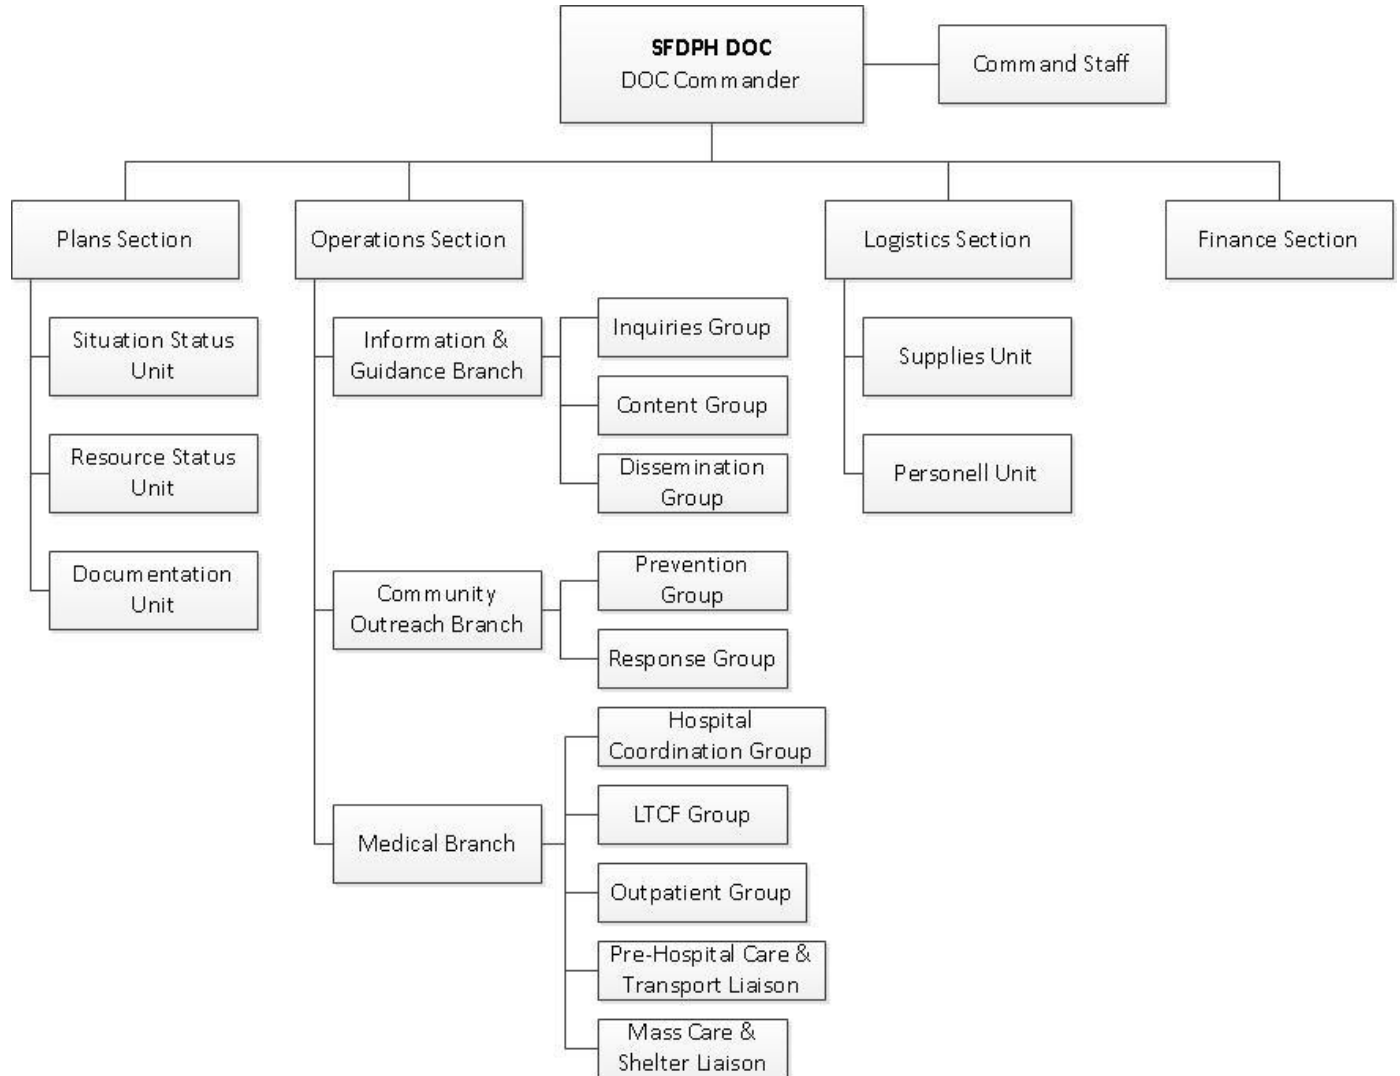 SFDPH DOC
DOC Commander
Command Staff
Plans Section
Operations Section
Logistics Section
Finance Section
Situation Status
Unit
Resource Status
Unit
Documentation
Unit
Information &
Guidance Branch
Inquiries Group
Content Group
Dissemination
Group
Community
Outreach Branch
Prevention
Group
Response Group
Medical Branch
Hospital
Coordination Group
LTCF Group
Outpatient Group
Pre-Hospital Care &
Transport Liaison
Mass Care &
Shelter Liaison
Supplies Unit
Personell Unit